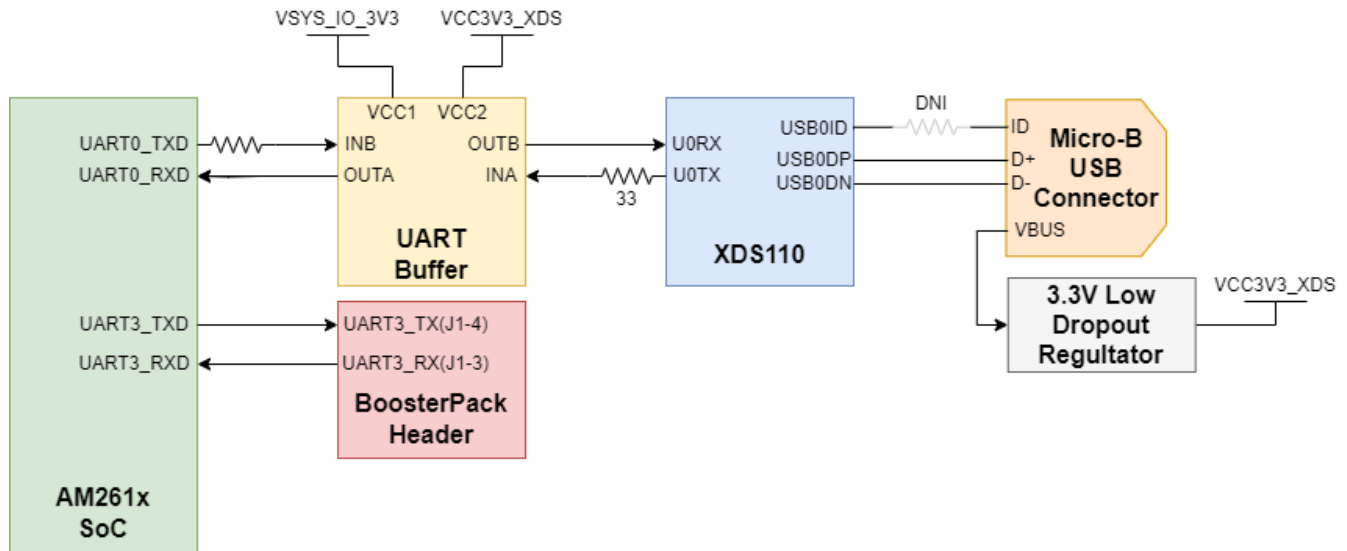 VSYS_IO_3V3
VCC3V3_XDS
VCC1
VCC2
UART0_TXD
INB
OUTB
U0RX
UART0_RXD
OUTA
INA
33
U0TX
UART
Buffer
XDS110
USB0ID
USB0DP
USB0DN
DNI
ID
D+
D-
VBUS
Micro-B
USB
Connector
3.3V Low
Dropout
Regultator
VCC3V3_XDS
UART3_TXD
UART3_TX(J1-4)
UART3_RXD
UART3_RX(J1-3)
BoosterPack
Header
AM261x
SoC